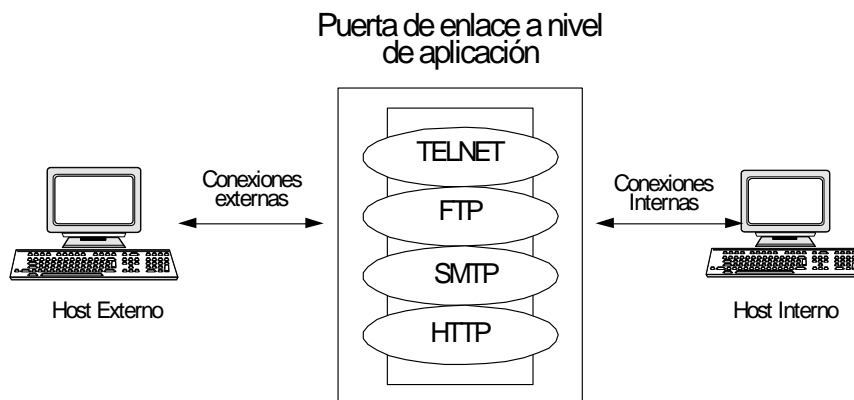 Puerta de enlace a nivel
de aplicación
TELNET
FTP
SMTP
HTTP
Conexiones
externas
Conexiones
Internas
Host Externo
Host Interno